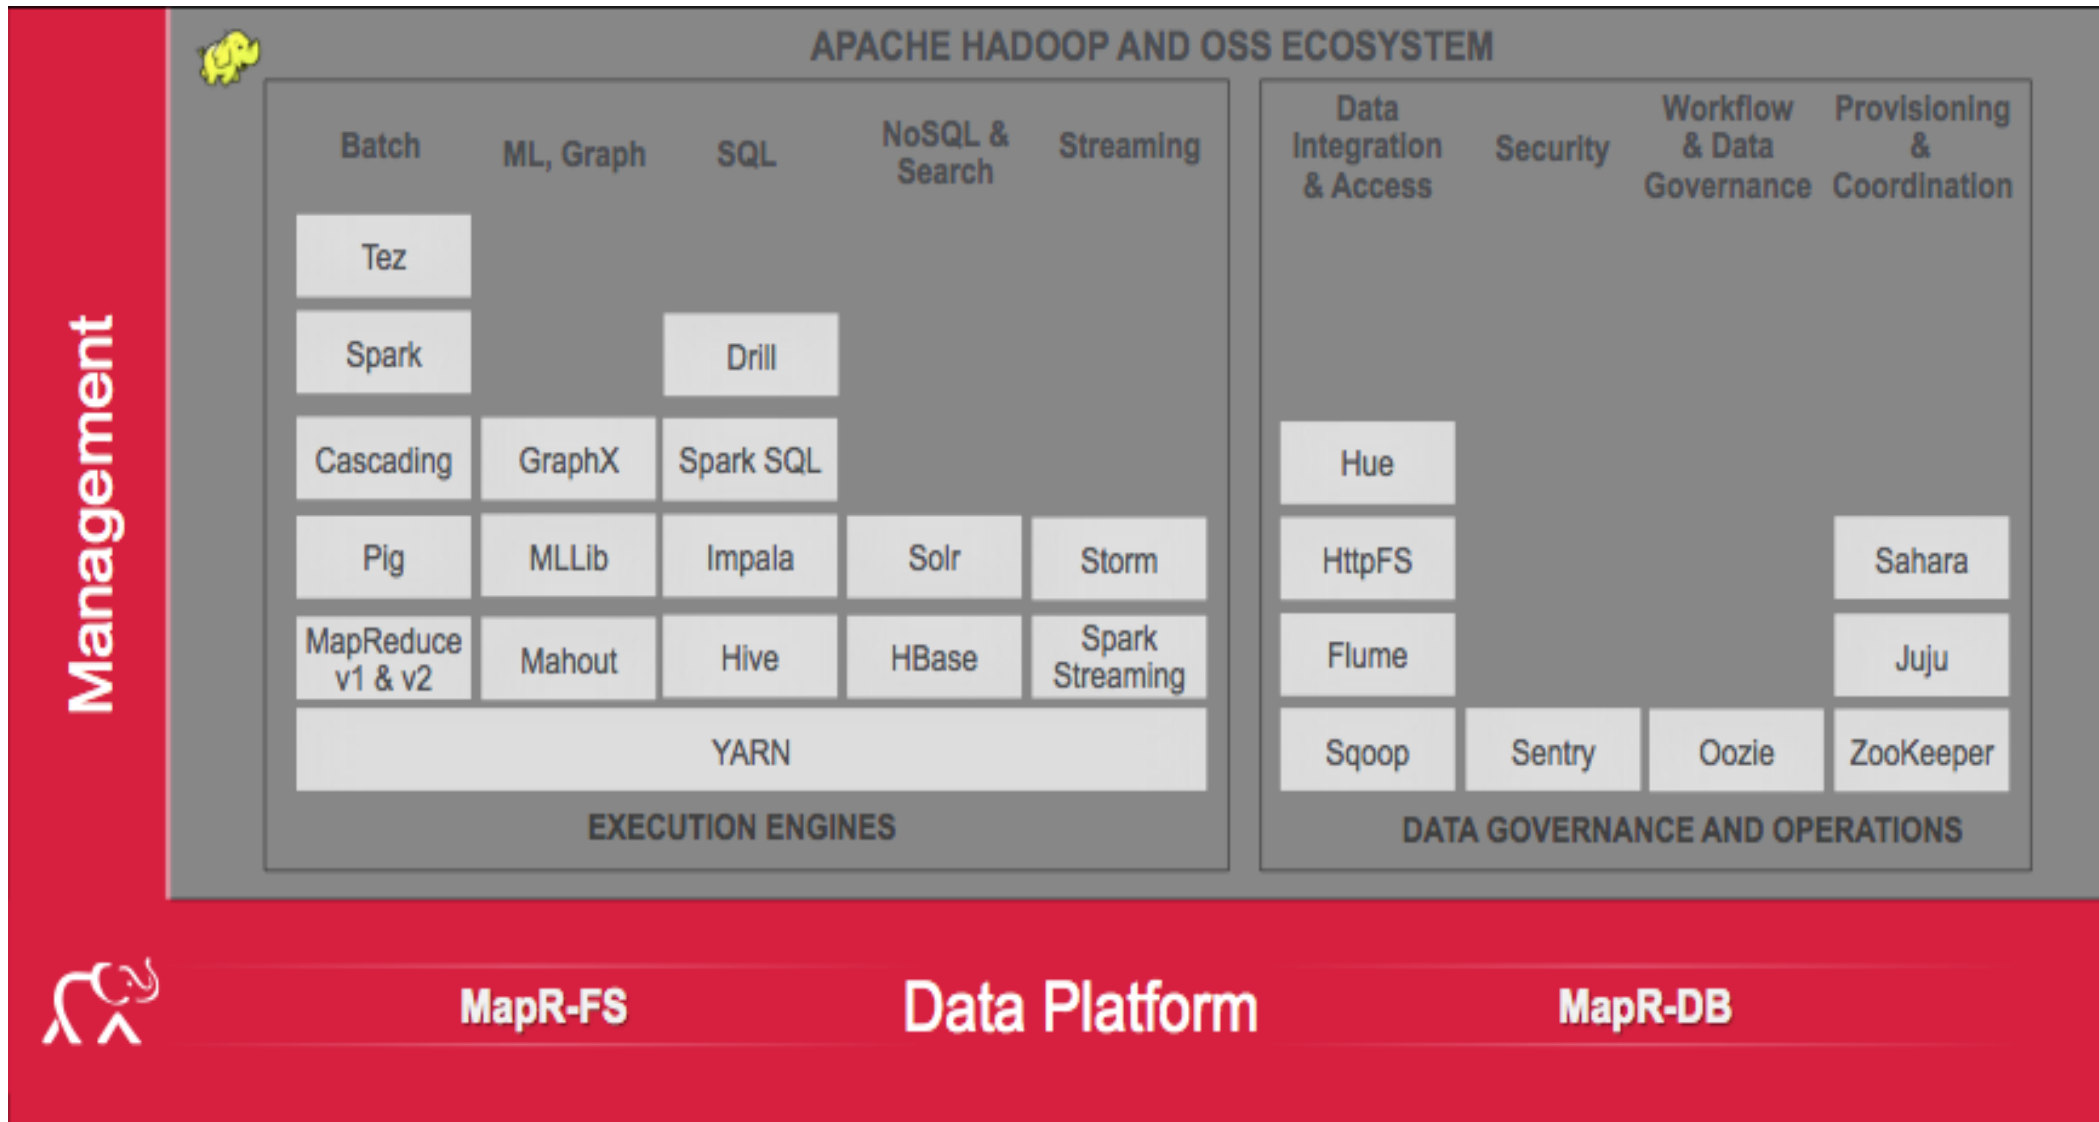 APACHE HADOOP AND OSS ECOSYSTEM
Management
Batch
ML, Graph
SQL
NoSQL &
Search
Streaming
Tez
Spark
Drill
Cascading
GraphX
Spark SQL
Pig
MLLib
Impala
Solr
Storm
MapReduce
v1 & v2
Mahout
Hive
HBase
Spark
Streaming
YARN
EXECUTION ENGINES
Data
Integration
& Access
Security
Workflow
& Data
Governance
Provisioning
&
Coordination
Hue
HttpFS
Sahara
Flume
Juju
Sqoop
Sentry
Oozie
ZooKeeper
DATA GOVERNANCE AND OPERATIONS
MapR-FS
Data Platform
MapR-DB